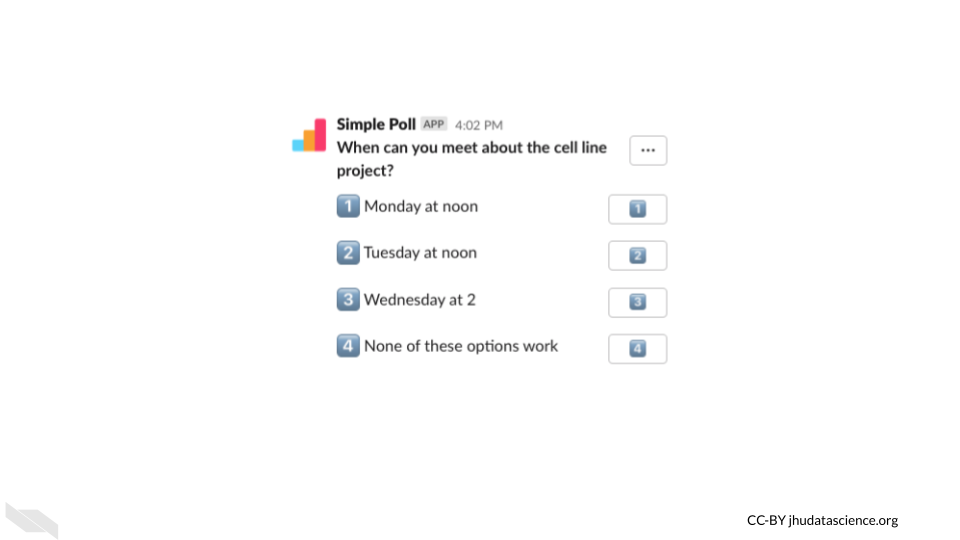 Simple Poll APP 4:02 PM
When can you meet about the cell line
project?
1 Monday at noon 1
2 Tuesday at noon 2
3 Wednesday at 2 3
4 None of these options work 4
CC-BY jhudatascience.org